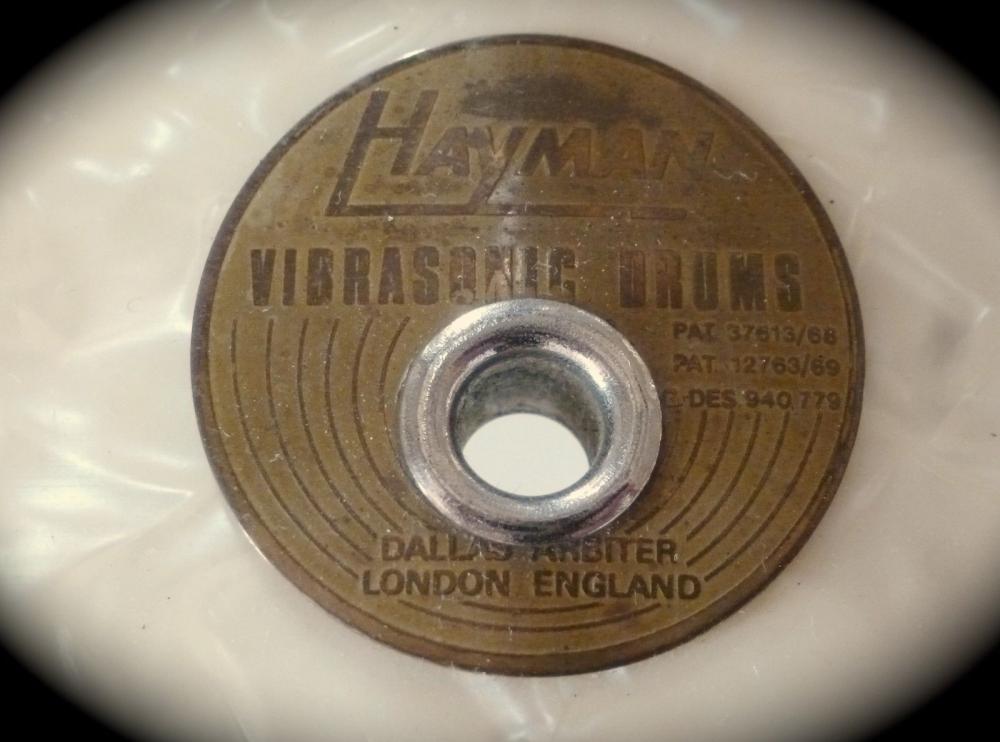 HAYMAN
VIBRASONIC DRUMS
PAT. 37613/68
PAT. 12763/69
DES 940,779
DALLAS ARBITER
LONDON ENGLAND